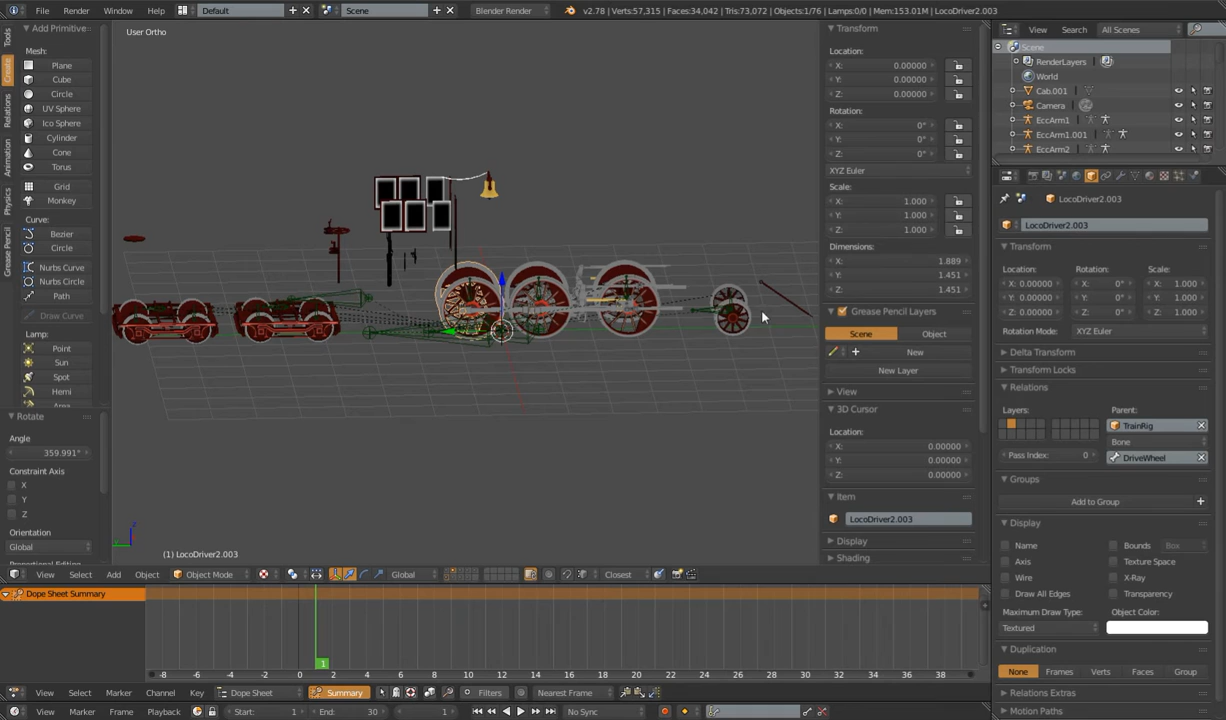 File Render Window Help Default Scene Blender Render v2.78 | Verts:57,315 | Faces:34,042 | Tris:73,072 | Objects:1/76 | Lamps:0/0 | Mem:153.01M | LocoDriver2.003
Tools
Create
Relations
Animation
Physics
Grease Pencil
Add Primitive
Mesh:
Plane
Cube
Circle
UV Sphere
Ico Sphere
Cylinder
Cone
Torus
Grid
Monkey
Curve:
Bezier
Circle
Nurbs Curve
Nurbs Circle
Path
Draw Curve
Lamp:
Point
Sun
Spot
Hemi
Area
Rotate
Angle
359.991°
Constraint Axis
X
Y
Z
Orientation
Global
User Ortho
(1) LocoDriver2.003
Transform
Location:
X: 0.00000
Y: 0.00000
Z: 0.00000
Rotation:
X: 0°
Y: 0°
Z: 0°
XYZ Euler
Scale:
X: 1.000
Y: 1.000
Z: 1.000
Dimensions:
X: 1.889
Y: 1.451
Z: 1.451
Grease Pencil Layers
Scene Object
New
New Layer
View
3D Cursor
Location:
X: 0.00000
Y: 0.00000
Z: 0.00000
Item
LocoDriver2.003
Display
Shading
View Search All Scenes
Scene
RenderLayers
World
Cab.001
Camera
EccArm1
EccArm1.001
EccArm2
LocoDriver2.003
LocoDriver2.003
Transform
Location: Rotation: Scale:
X: 0.00000 X: 0° X: 1.000
Y: 0.00000 Y: 0° Y: 1.000
Z: 0.00000 Z: 0° Z: 1.000
Rotation Mode: XYZ Euler
Delta Transform
Transform Locks
Relations
Layers: Parent:
TrainRig
Bone
Pass Index: 0 DriveWheel
Groups
Add to Group
Display
Name Bounds Box
Axis Texture Space
Wire X-Ray
Draw All Edges Transparency
Maximum Draw Type: Object Color:
Textured
Duplication
None Frames Verts Faces Group
Relations Extras
Motion Paths
View Select Add Object Object Mode Global Closest
Dope Sheet Summary
1
-8 -6 -4 -2 0 2 4 6 8 10 12 14 16 18 20 22 24 26 28 30 32 34 36 38
View Select Marker Channel Key Dope Sheet Summary Filters Nearest Frame
View Marker Frame Playback Start: 1 End: 30 1 No Sync